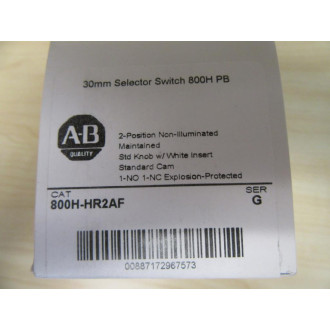 30mm Selector Switch 800H PB
A-B
QUALITY
2-Position Non-Illuminated
Maintained
Std Knob w/ White Insert
Standard Cam
1-NO 1-NC Explosion-Protected
CAT
SER
800H-HR2AF
G
00887172967573